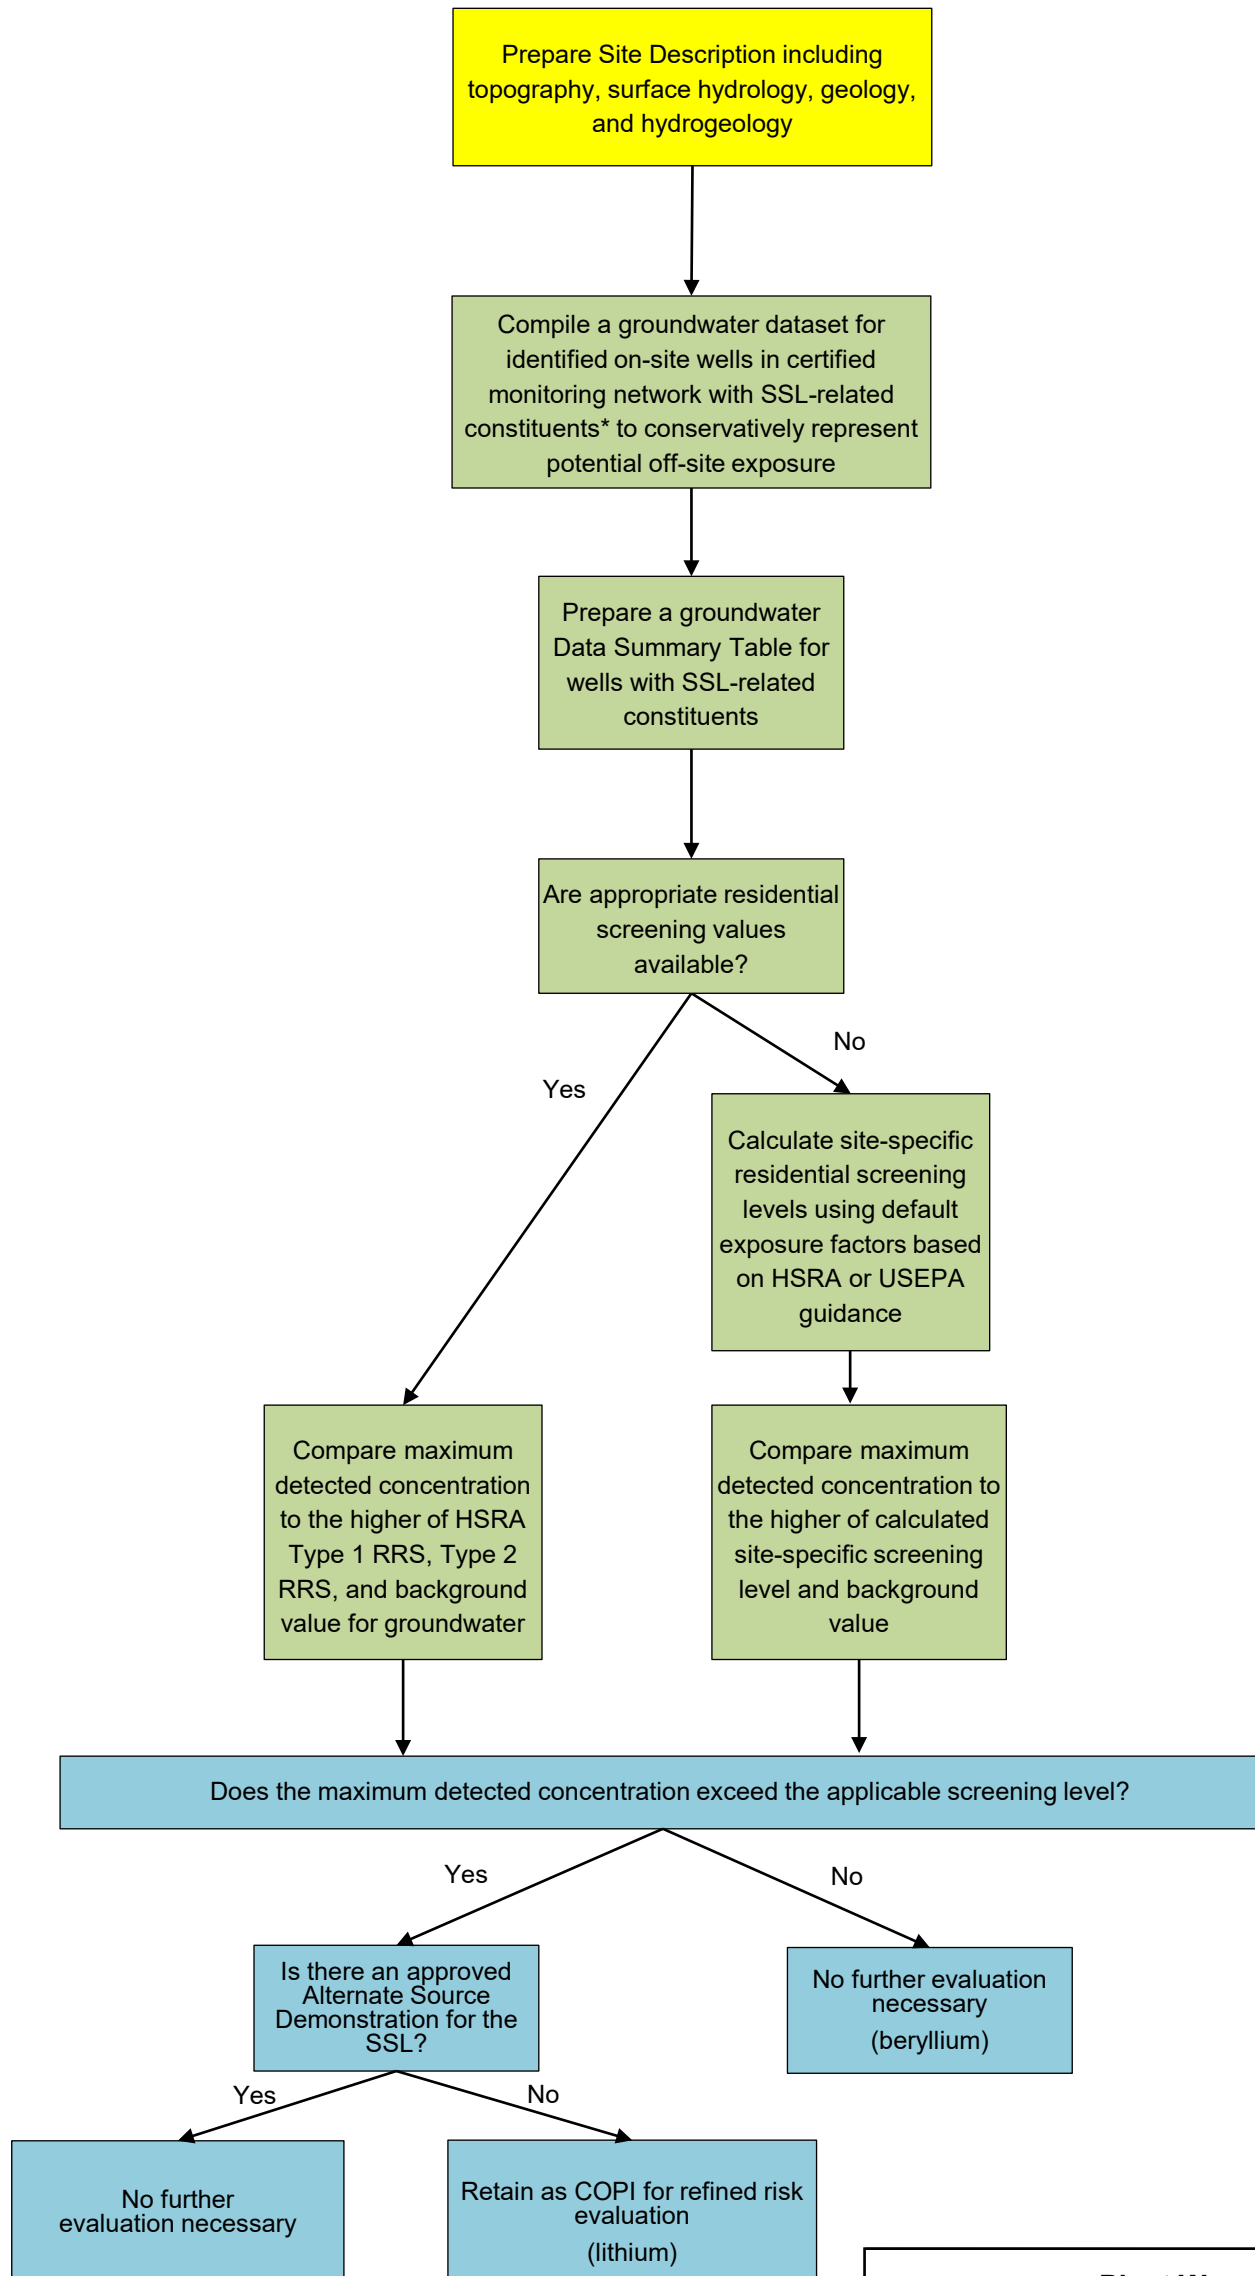 Prepare Site Description including
topography, surface hydrology, geology,
and hydrogeology
Compile a groundwater dataset for
identified on-site wells in certified
monitoring network with SSL-related
constituents* to conservatively represent
potential off-site exposure
Prepare a groundwater
Data Summary Table for
wells with SSL-related
constituents
Are appropriate residential
screening values
available?
No
Yes
Calculate site-specific
residential screening
levels using default
exposure factors based
on HSRA or USEPA
guidance
Compare maximum
detected concentration
to the higher of HSRA
Type 1 RRS, Type 2
RRS, and background
value for groundwater
Compare maximum
detected concentration to
the higher of calculated
site-specific screening
level and background
value
Does the maximum detected concentration exceed the applicable screening level?
Yes
No
Is there an approved
Alternate Source
Demonstration for the
SSL?
No further evaluation
necessary
(beryllium)
Yes
No
No further
evaluation necessary
Retain as COPI for refined risk
evaluation
(lithium)